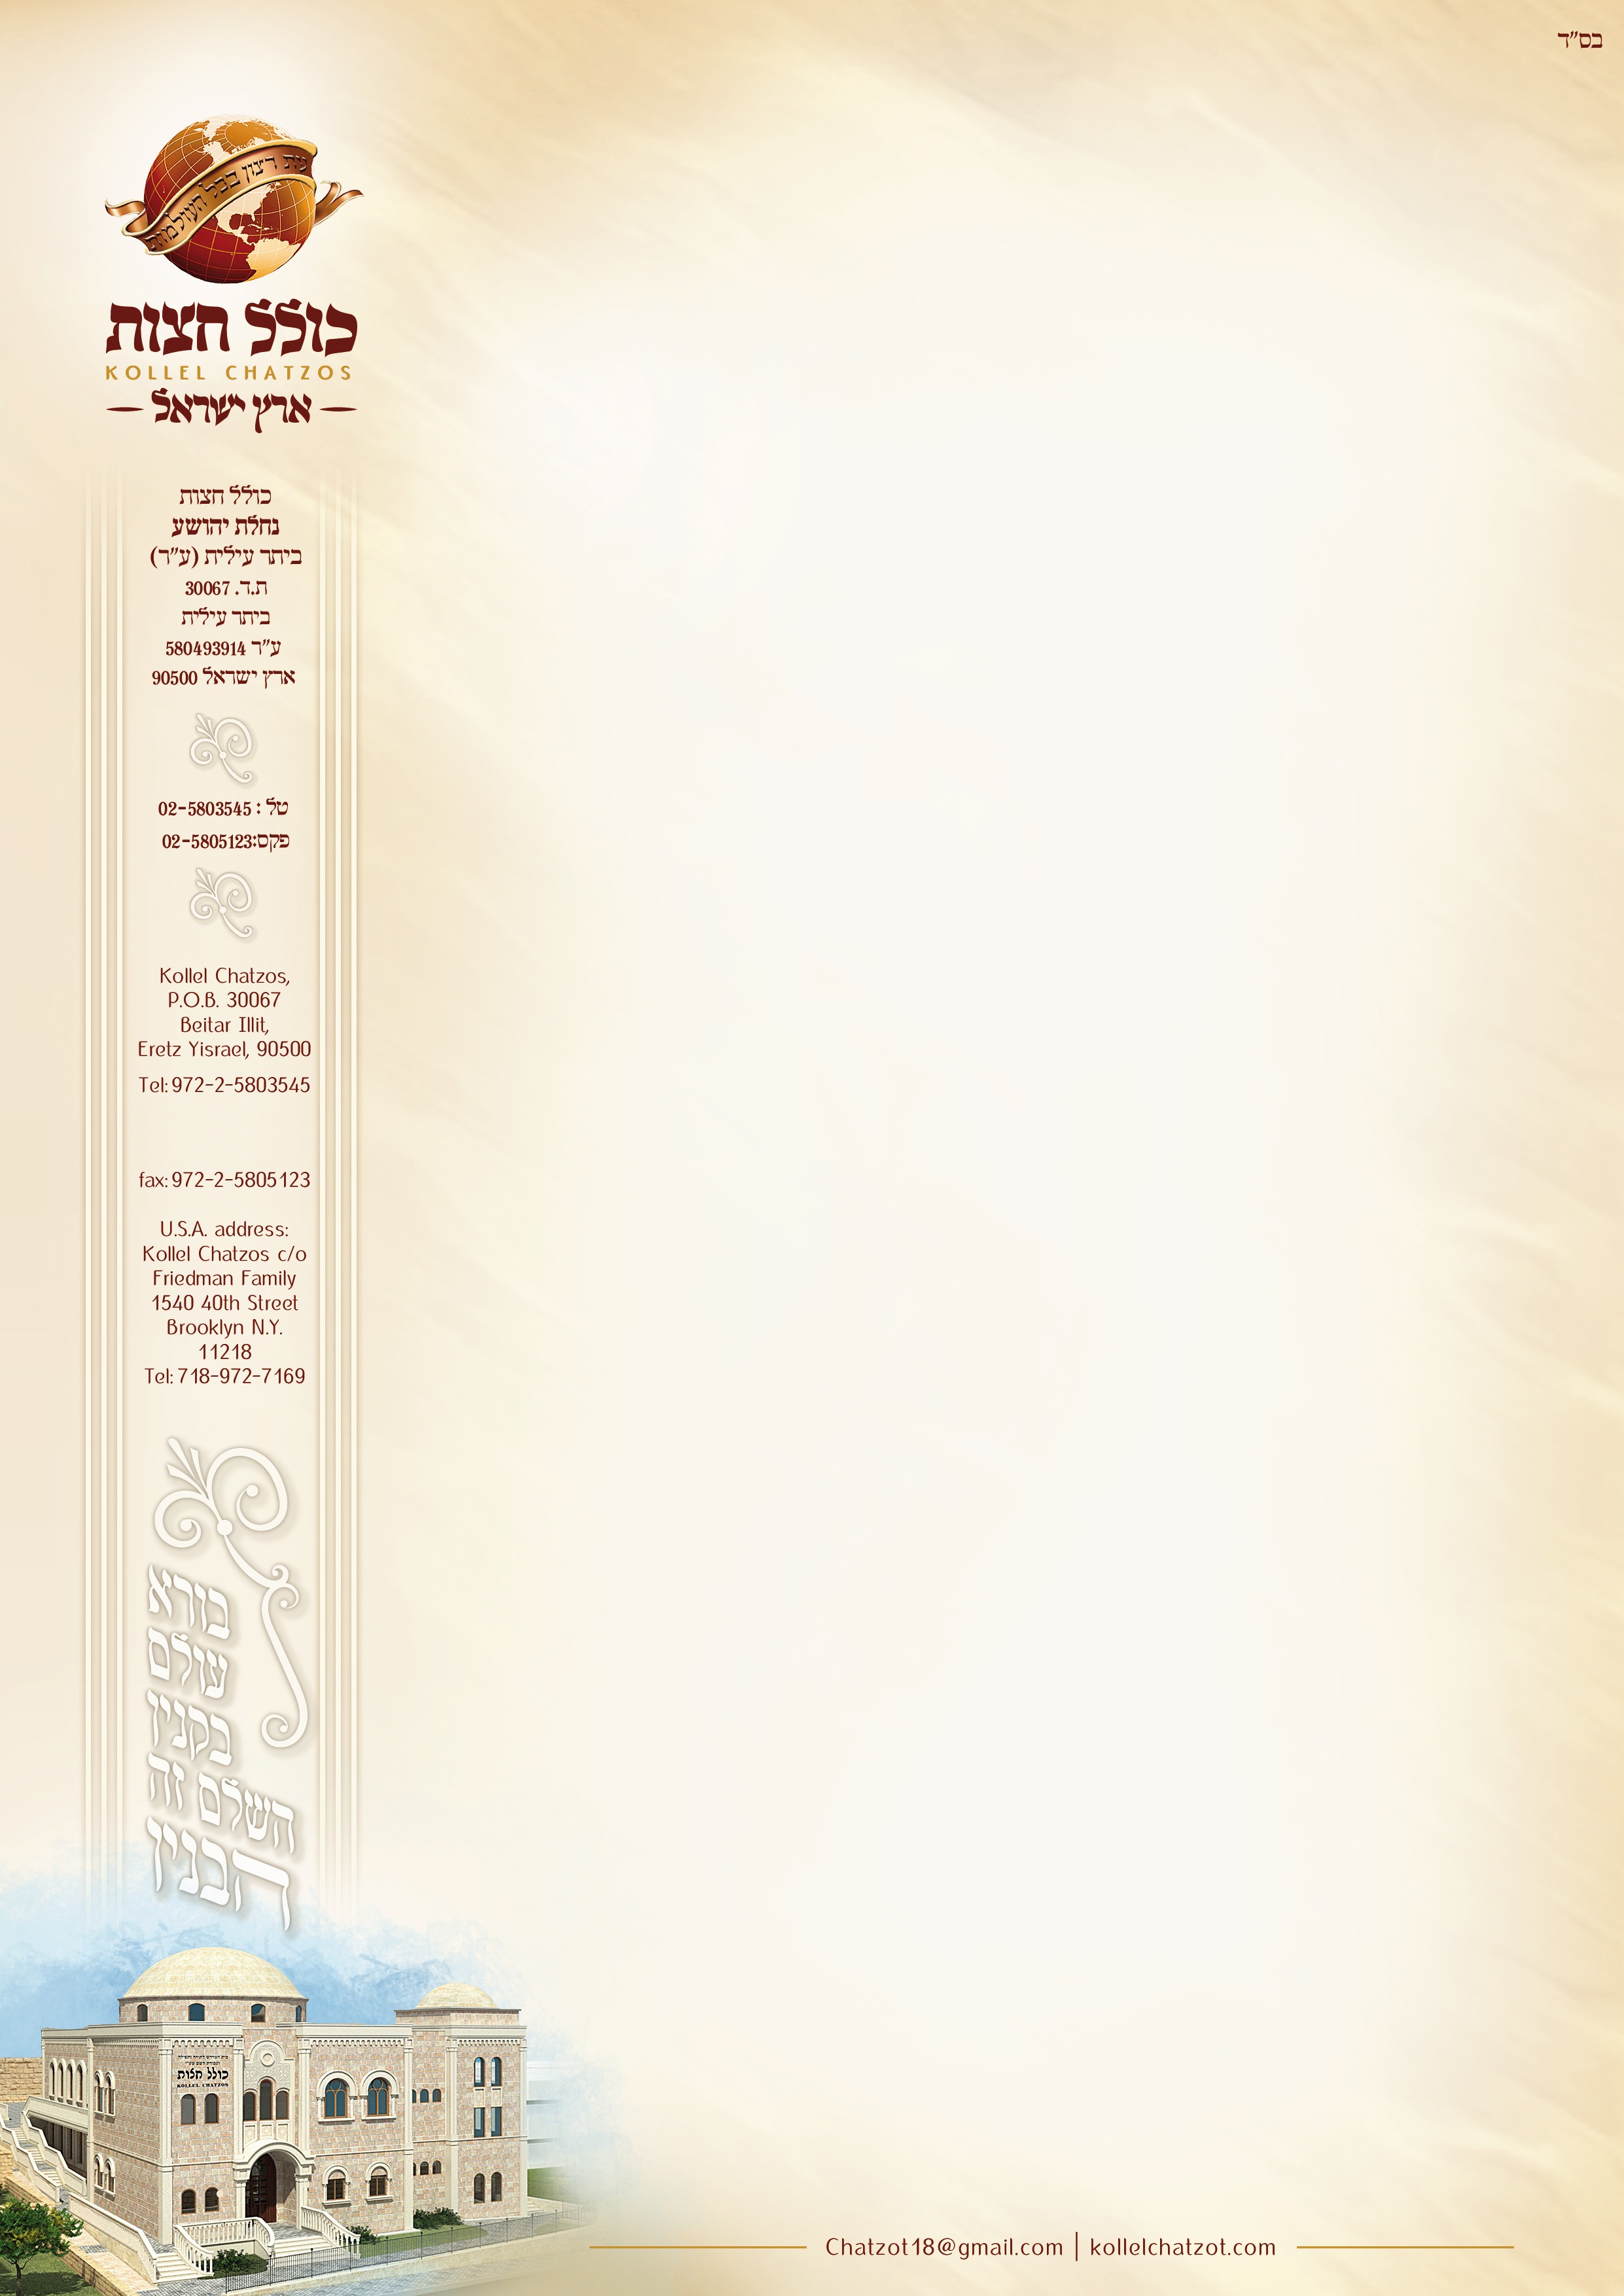 בס"ד
עת רצון בכל העולמות
כולל חצות
KOLLEL CHATZOS
ארץ ישראל
כולל חצות
נחלת יהושע
ביתר עילית (ע"ר)
ת.ד. 30067
ביתר עילית
ע"ר 580493914
ארץ ישראל 90500
טל : 02-5803545
פקס:02-5805123
Kollel Chatzos,
P.O.B. 30067
Beitar Illit,
Eretz Yisrael, 90500
Tel: 972-2-5803545
fax: 972-2-5805123
U.S.A. address:
Kollel Chatzos c/o
Friedman Family
1540 40th Street
Brooklyn N.Y.
11218
Tel: 718-972-7169
בורא
עולם
בקנין
השלם זה
הבנין
כולל חצות
KOLLEL CHATZOS
Chatzot18@gmail.com | kollelchatzot.com